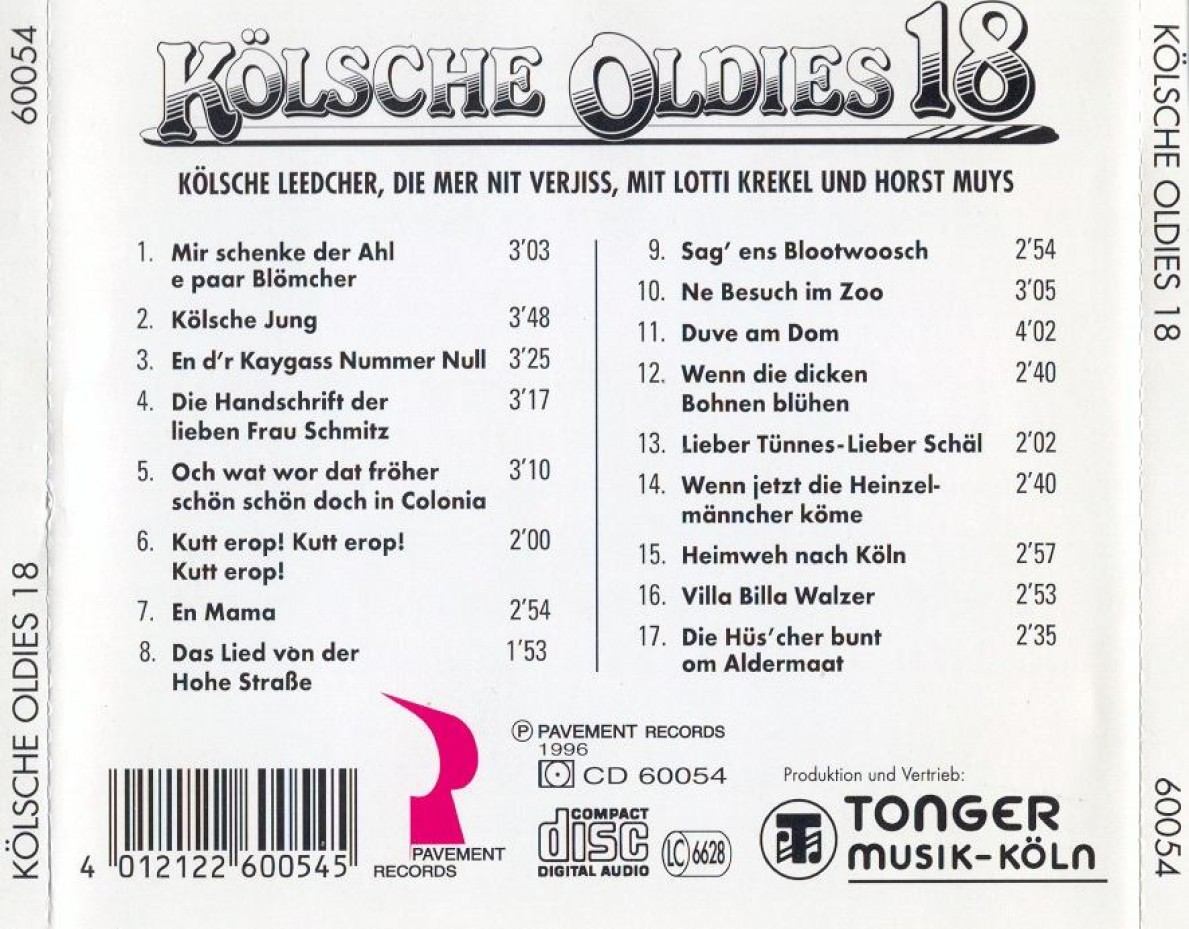 KÖLSCHE OLDIES 18
KÖLSCHE LEEDCHER, DIE MER NIT VERJISS, MIT LOTTI KREKEL UND HORST MUYS
1. Mir schenke der Ahl 3'03
e paar Blömcher
2. Kölsche Jung 3'48
3. En d'r Kaygass Nummer Null 3'25
4. Die Handschrift der 3'17
lieben Frau Schmitz
5. Och wat wor dat fröher 3'10
schön schön doch in Colonia
6. Kutt erop! Kutt erop! 2'00
Kutt erop!
7. En Mama 2'54
8. Das Lied von der 1'53
Hohe Straße
9. Sag' ens Blootwoosch 2'54
10. Ne Besuch im Zoo 3'05
11. Duve am Dom 4'02
12. Wenn die dicken 2'40
Bohnen blühen
13. Lieber Tünnes-Lieber Schäl 2'02
14. Wenn jetzt die Heinzel- 2'40
männcher köme
15. Heimweh nach Köln 2'57
16. Villa Billa Walzer 2'53
17. Die Hüs'cher bunt 2'35
om Aldermaat
4 012122 600545
PAVEMENT
RECORDS
Ⓟ PAVEMENT RECORDS
1996
CD 60054
COMPACT
disc
DIGITAL AUDIO
LC 6628
Produktion und Vertrieb:
TONGER
MUSIK-KÖLN
60054
KÖLSCHE OLDIES 18
KÖLSCHE OLDIES 18
60054